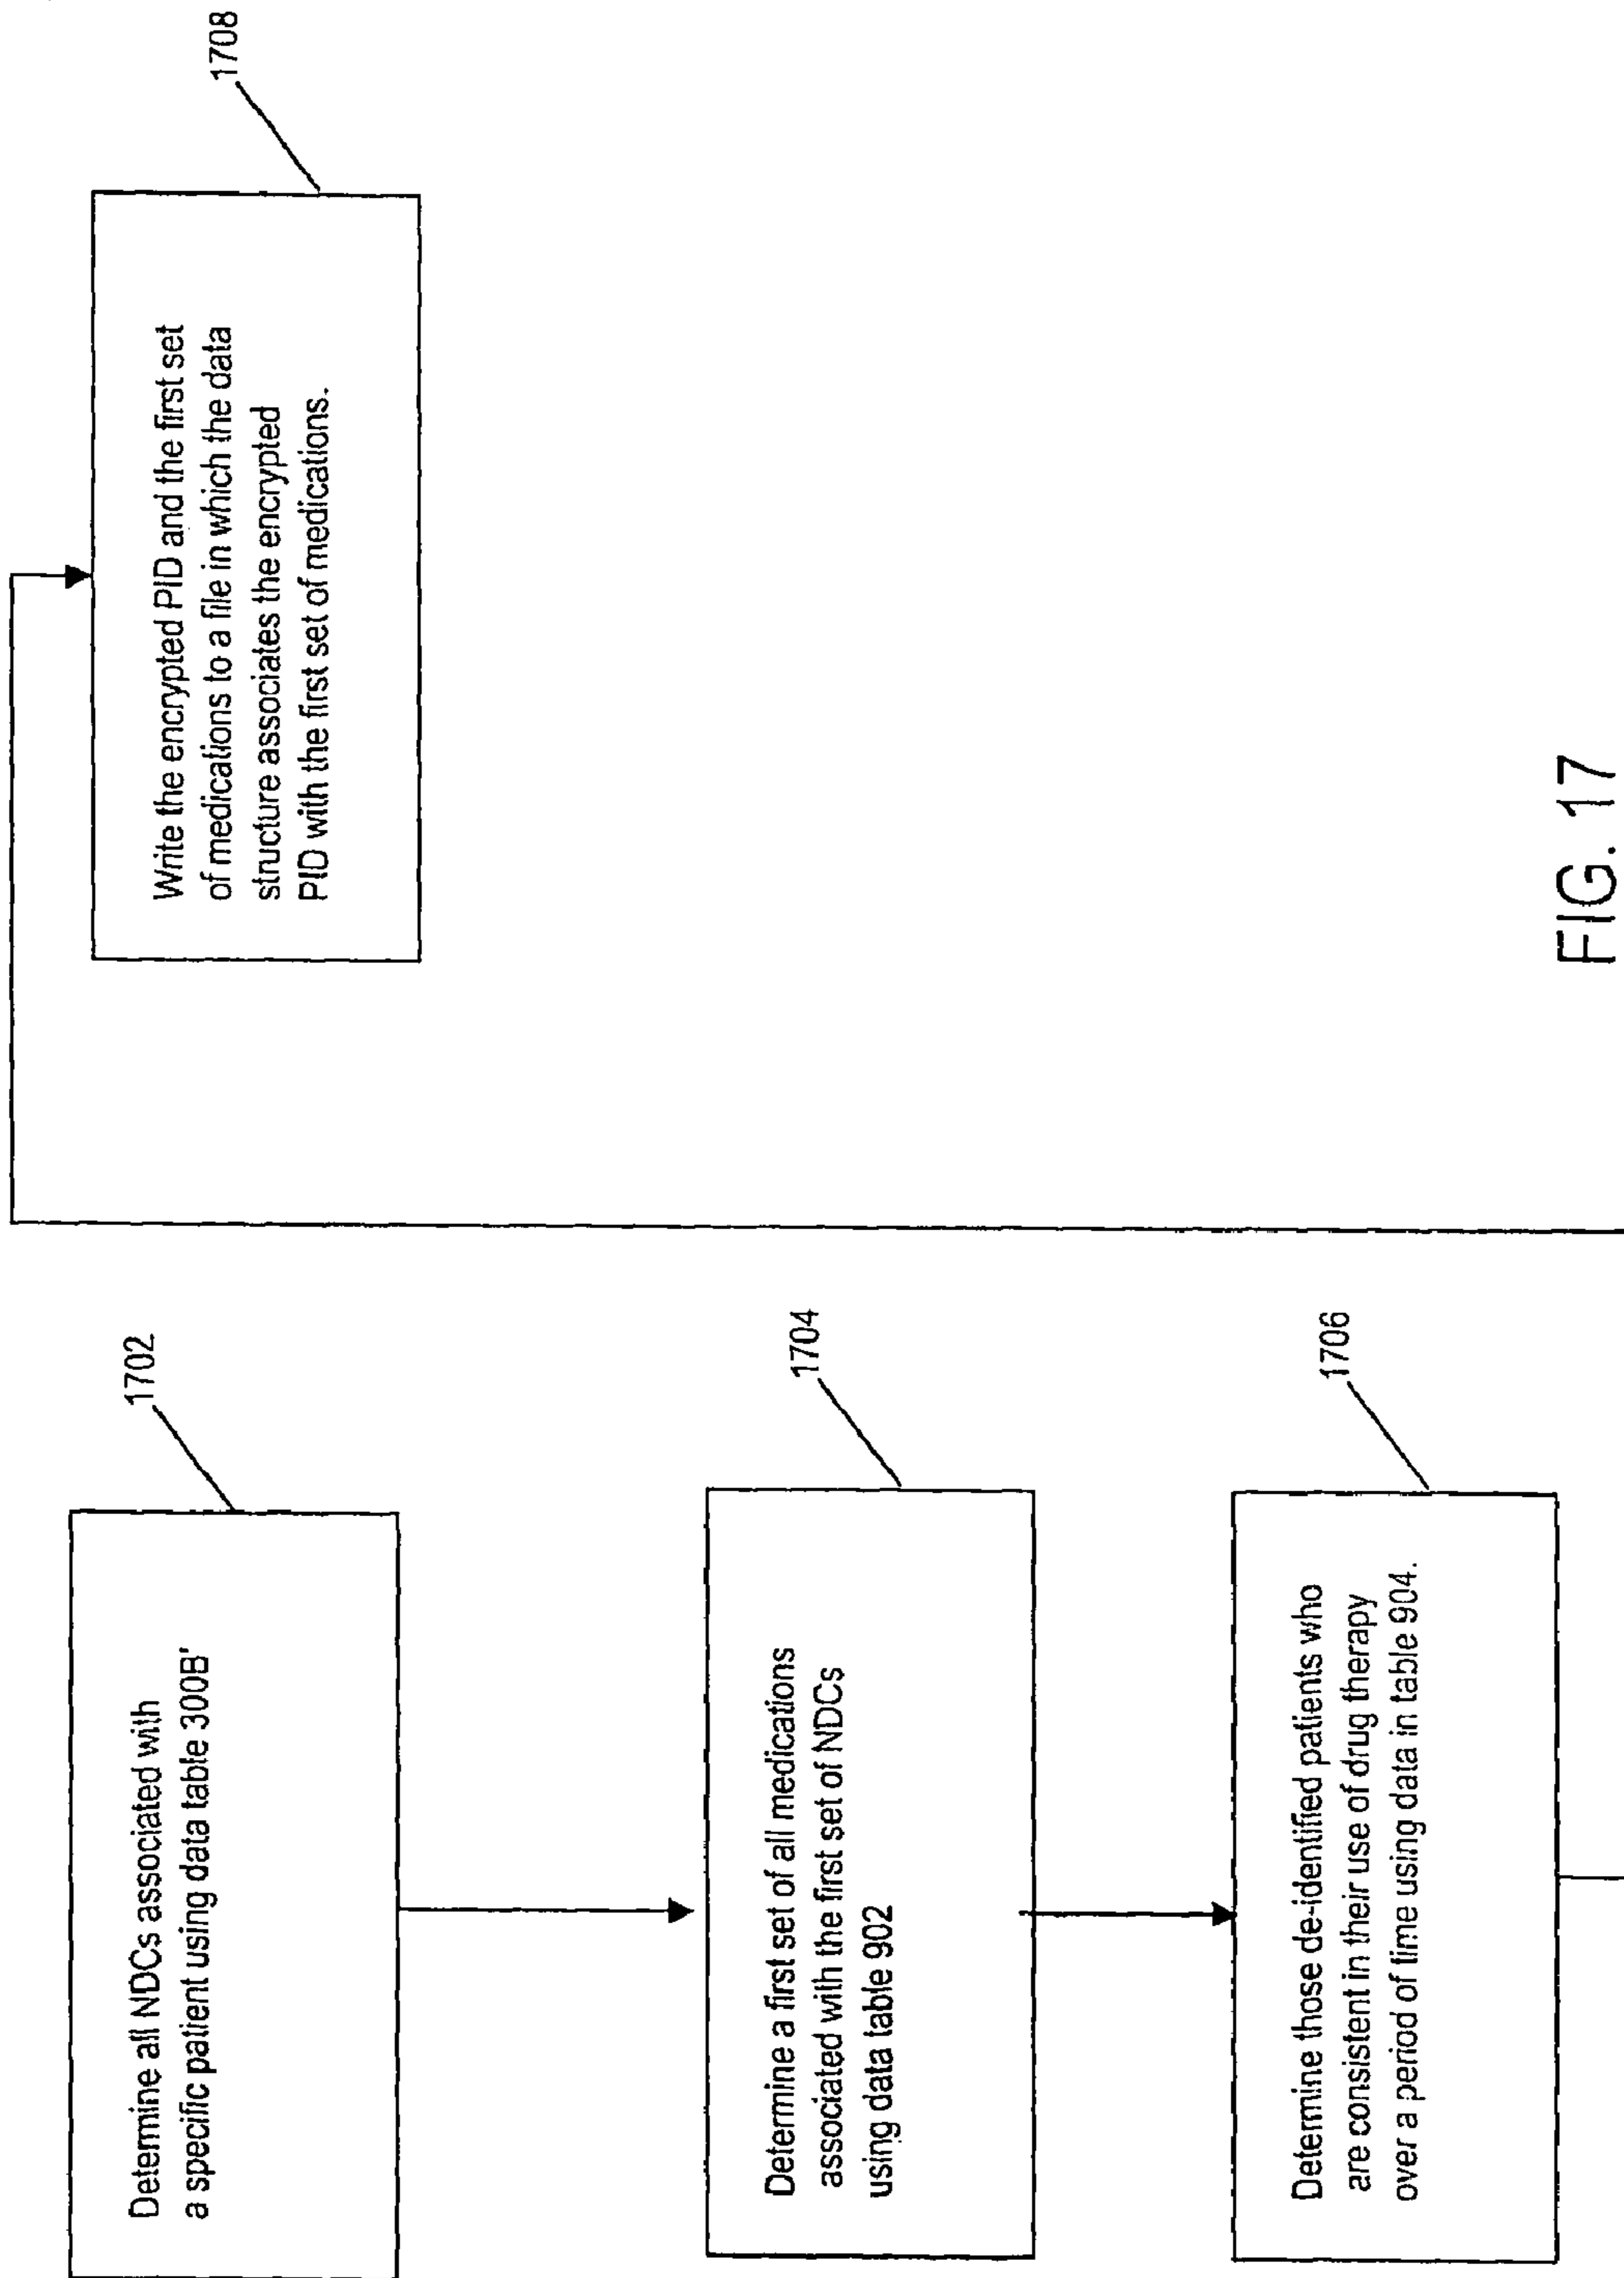 1702
Determine all NDCs associated with
a specific patient using data table 300B'
1704
Determine a first set of all medications
associated with the first set of NDCs
using data table 902
1706
Determine those de-identified patients who
are consistent in their use of drug therapy
over a period of time using data in table 904.
1708
Write the encrypted PID and the first set
of medications to a file in which the data
structure associates the encrypted
PID with the first set of medications.
FIG. 17